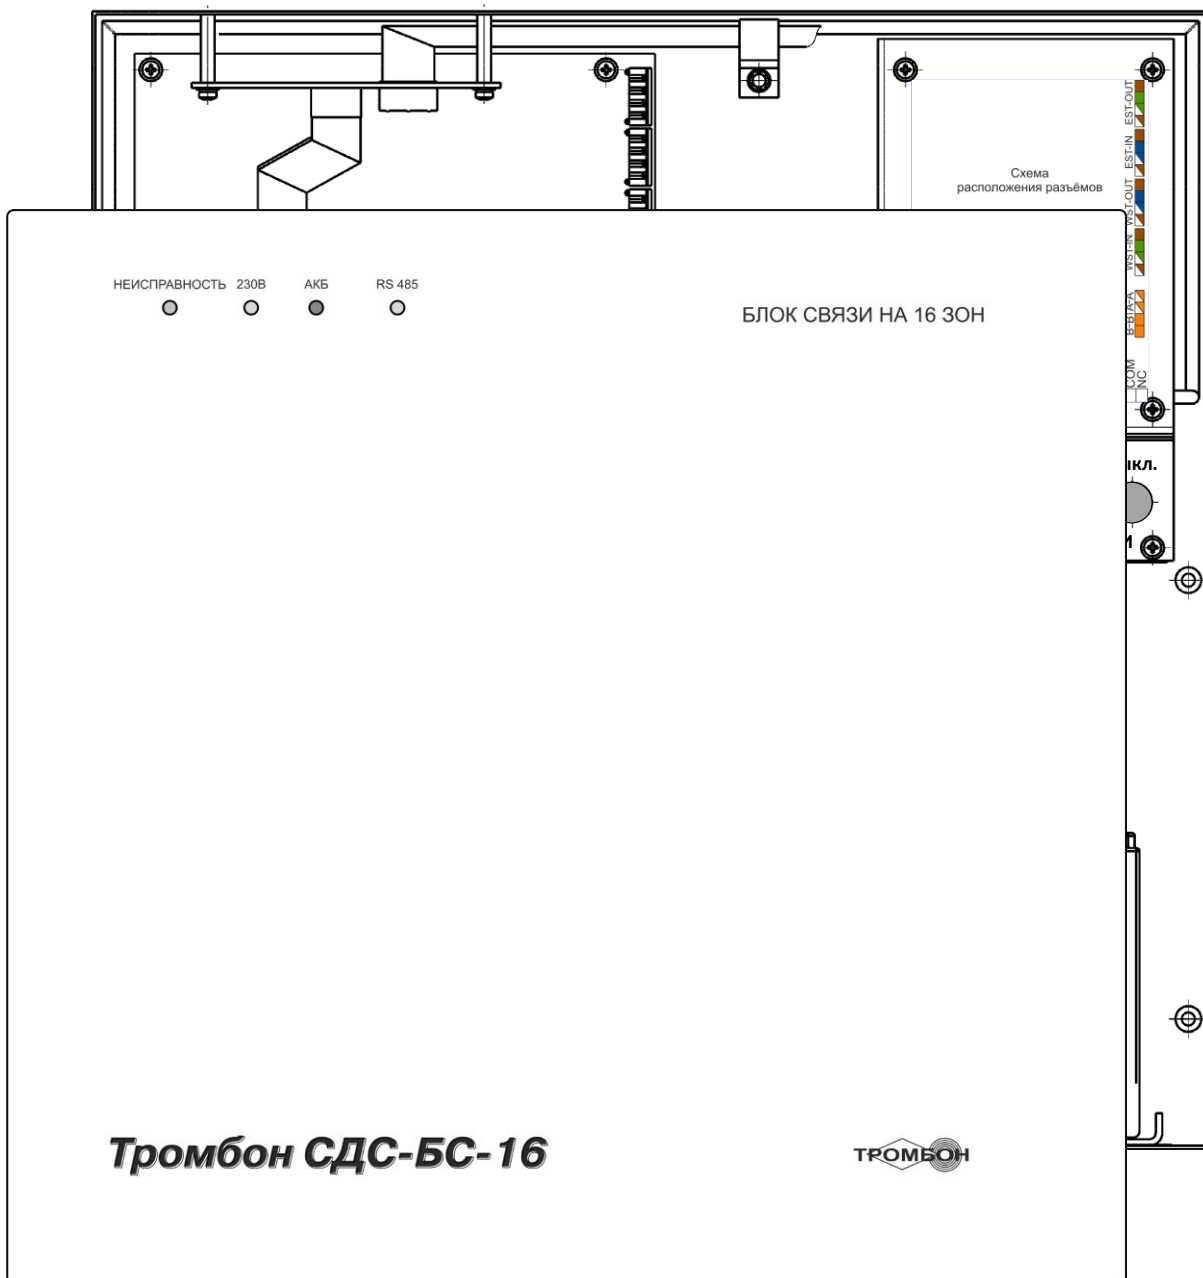 EST-OUT
EST-IN
WST-OUT
WST-IN
Схема
расположения разъёмов
НЕИСПРАВНОСТЬ 230В АКБ RS 485
БЛОК СВЯЗИ НА 16 ЗОН
COM
NC
Тромбон СДС-БС-16
ТРОМБОН